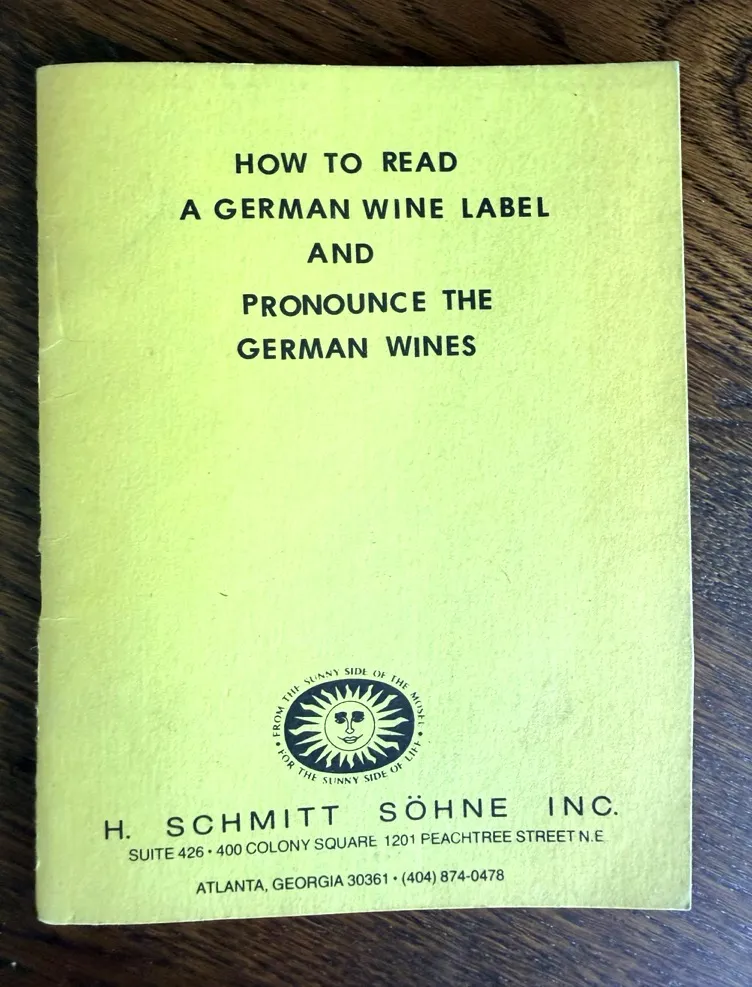 HOW TO READ
A GERMAN WINE LABEL
AND
PRONOUNCE THE
GERMAN WINES
• FROM THE SUNNY SIDE OF THE MOSEL •
FOR THE SUNNY SIDE OF LIFE
H. SCHMITT SÖHNE INC.
SUITE 426 • 400 COLONY SQUARE 1201 PEACHTREE STREET N.E
ATLANTA, GEORGIA 30361 • (404) 874-0478